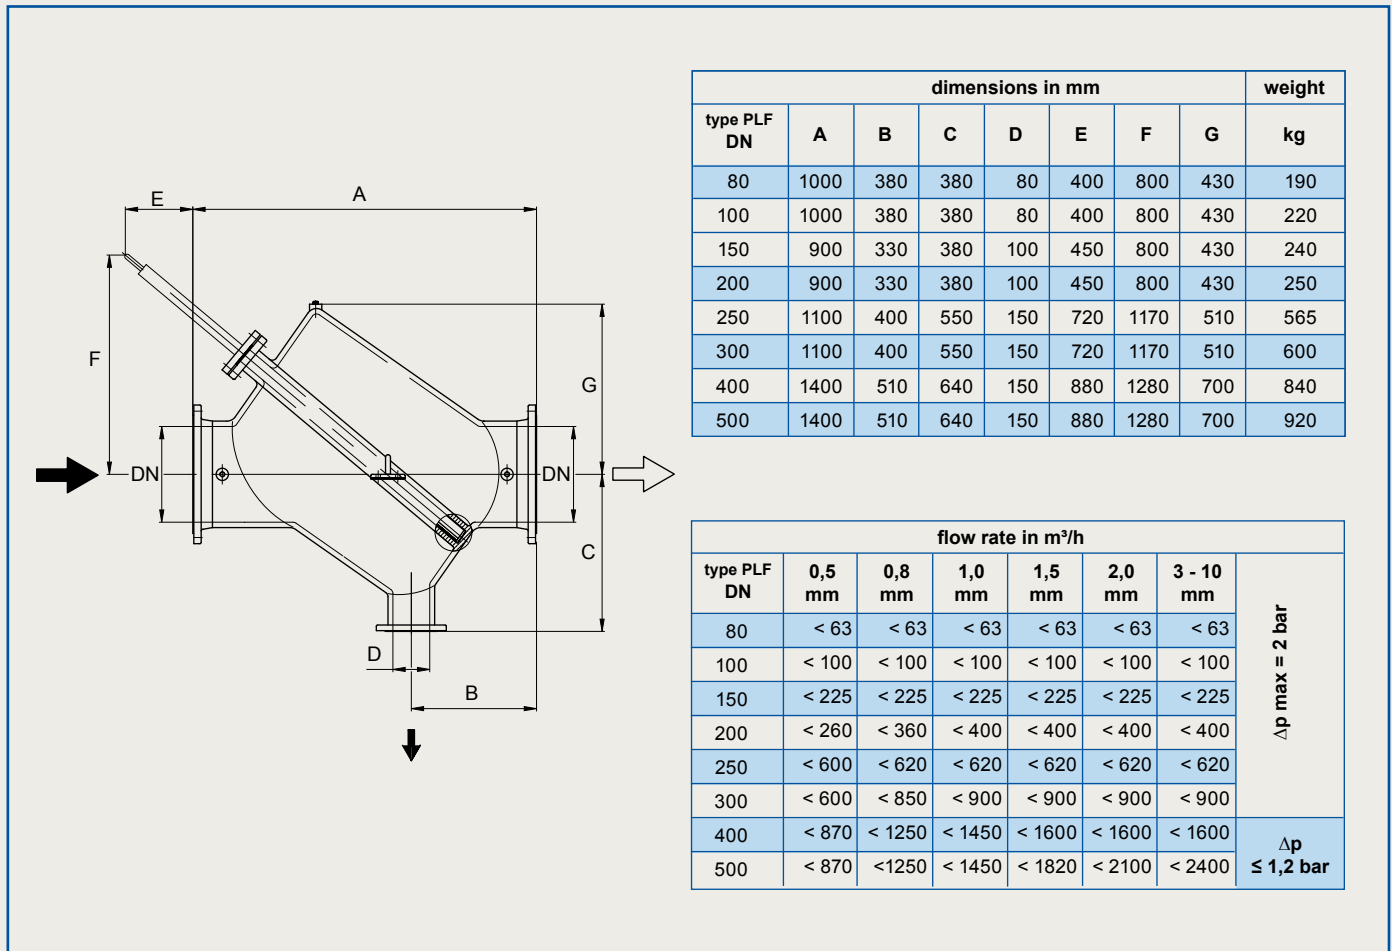 E
A
F
G
DN
DN
C
D
B
dimensions in mm weight
type PLF DN A B C D E F G kg
80 1000 380 380 80 400 800 430 190
100 1000 380 380 80 400 800 430 220
150 900 330 380 100 450 800 430 240
200 900 330 380 100 450 800 430 250
250 1100 400 550 150 720 1170 510 565
300 1100 400 550 150 720 1170 510 600
400 1400 510 640 150 880 1280 700 840
500 1400 510 640 150 880 1280 700 920
flow rate in m³/h
type PLF 0,5 0,8 1,0 1,5 2,0 3 - 10
DN mm mm mm mm mm mm
80 < 63 < 63 < 63 < 63 < 63 < 63
100 < 100 < 100 < 100 < 100 < 100 < 100
150 < 225 < 225 < 225 < 225 < 225 < 225
200 < 260 < 360 < 400 < 400 < 400 < 400
250 < 600 < 620 < 620 < 620 < 620 < 620
300 < 600 < 850 < 900 < 900 < 900 < 900
Δp max = 2 bar
400 < 870 < 1250 < 1450 < 1600 < 1600 < 1600
500 < 870 <1250 < 1450 < 1820 < 2100 < 2400
Δp
≤ 1,2 bar